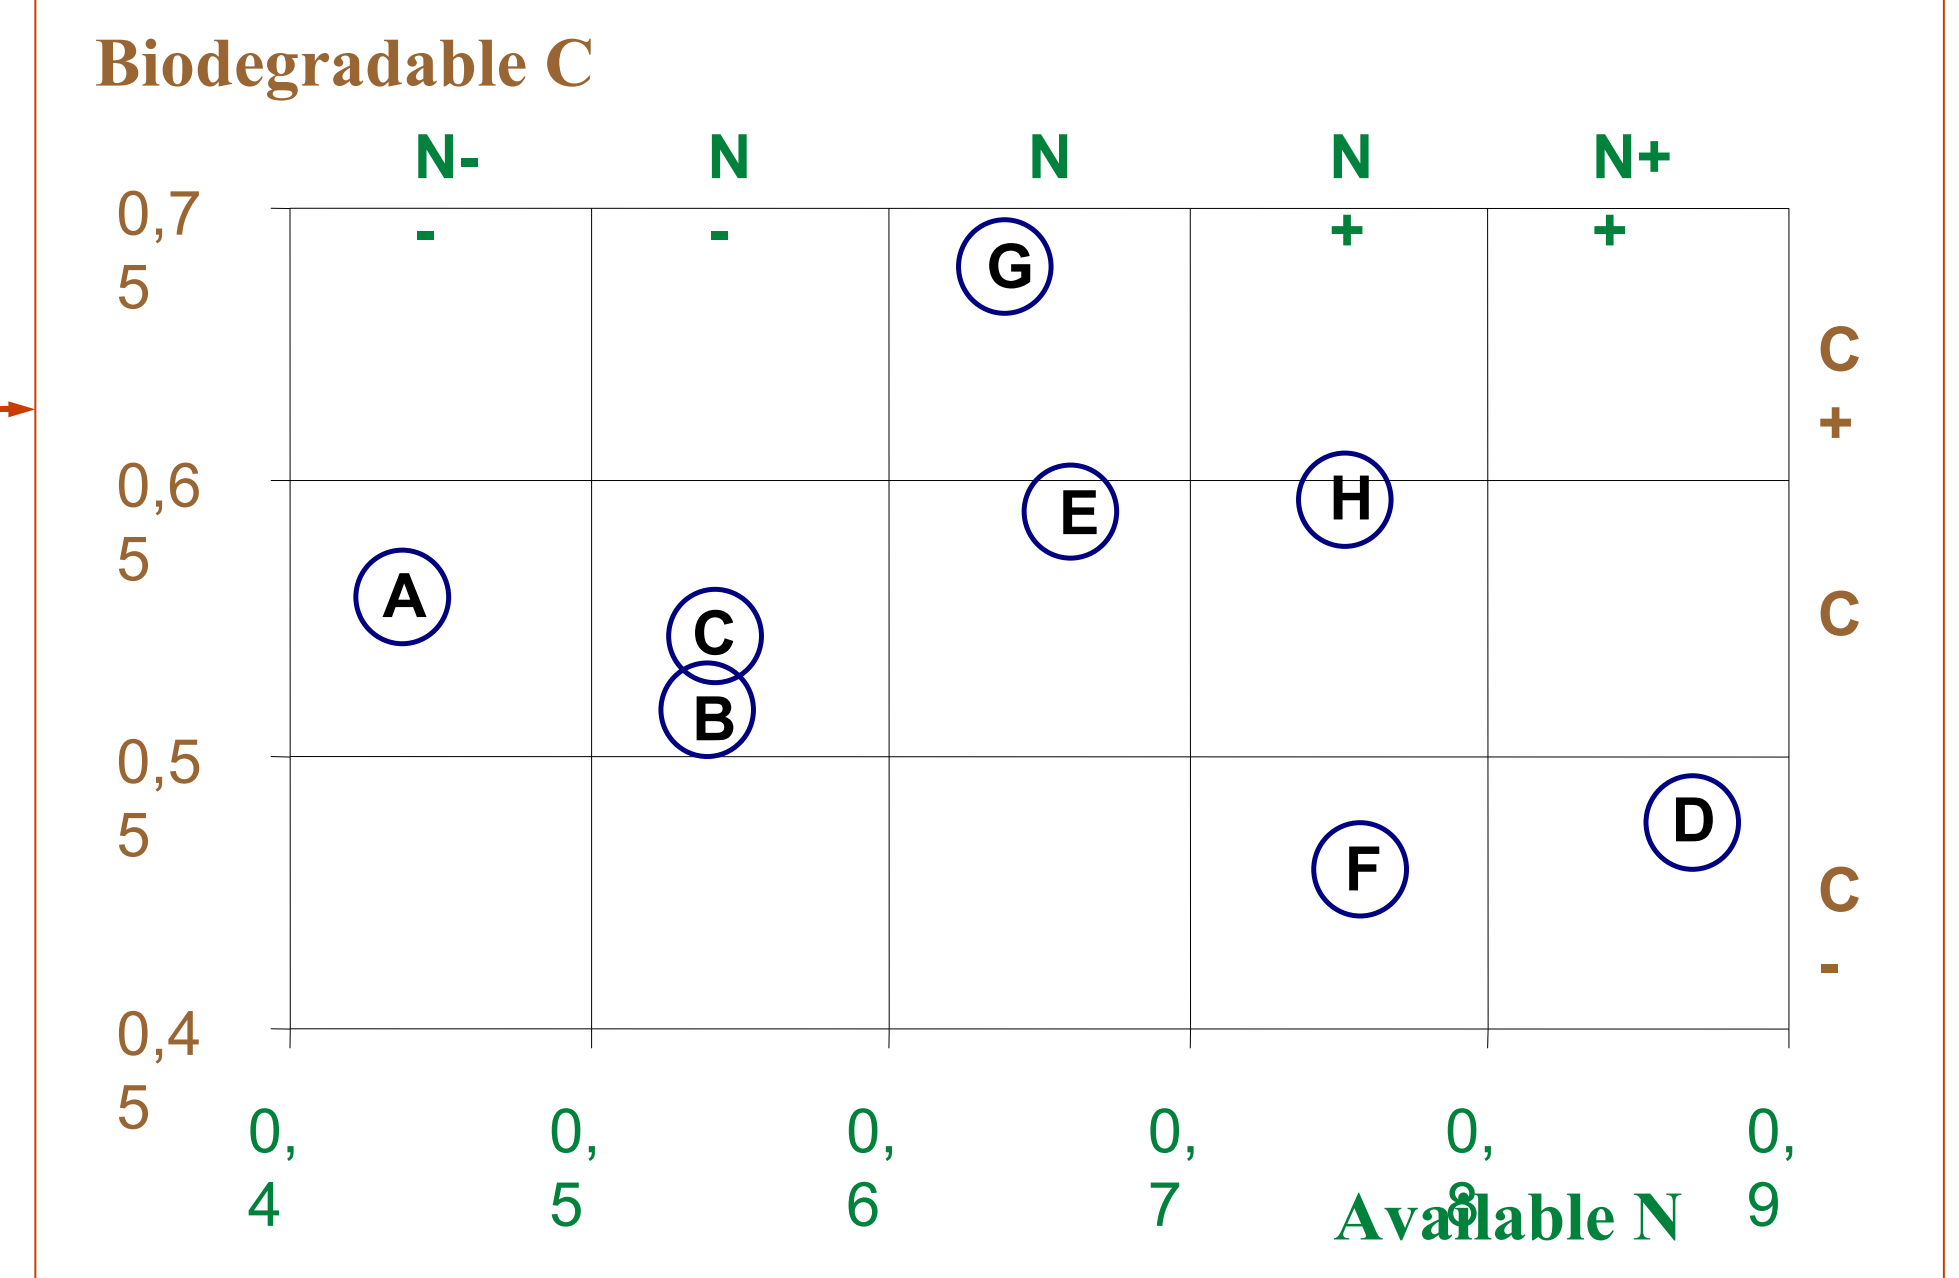 Biodegradable C
N- N N N N+
- - + +
0,7
5
G
C
+
0,6
5
E H
A
C
C
B
0,5
5
D
F
C
-
0,4
5
0, 0, 0, 0, 0, 0,
4 5 6 7 8 9
Available N